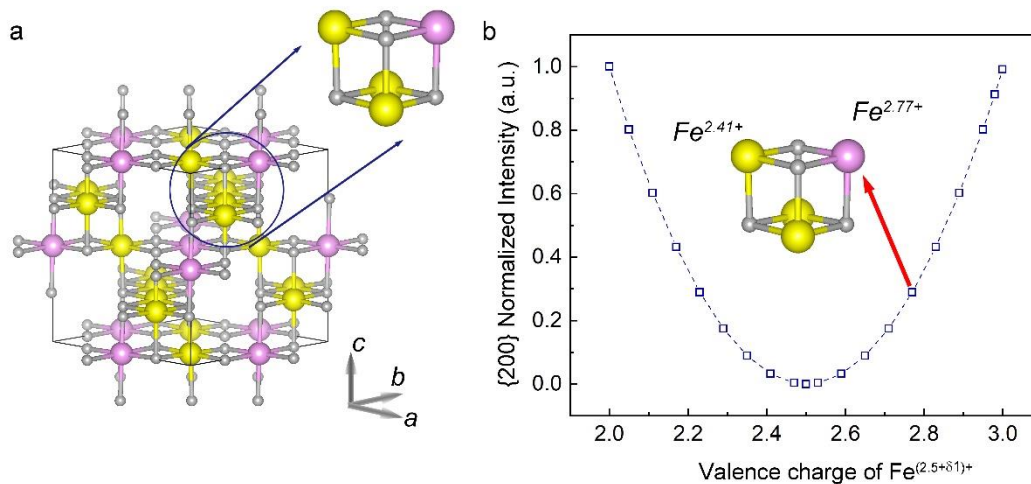 a
c
b
a
b
{200} Normalized Intensity (a.u.)
1.0
0.8
0.6
0.4
0.2
0.0
Fe2.41+
Fe2.77+
2.0 2.2 2.4 2.6 2.8 3.0
Valence charge of Fe(2.5+δ1)+